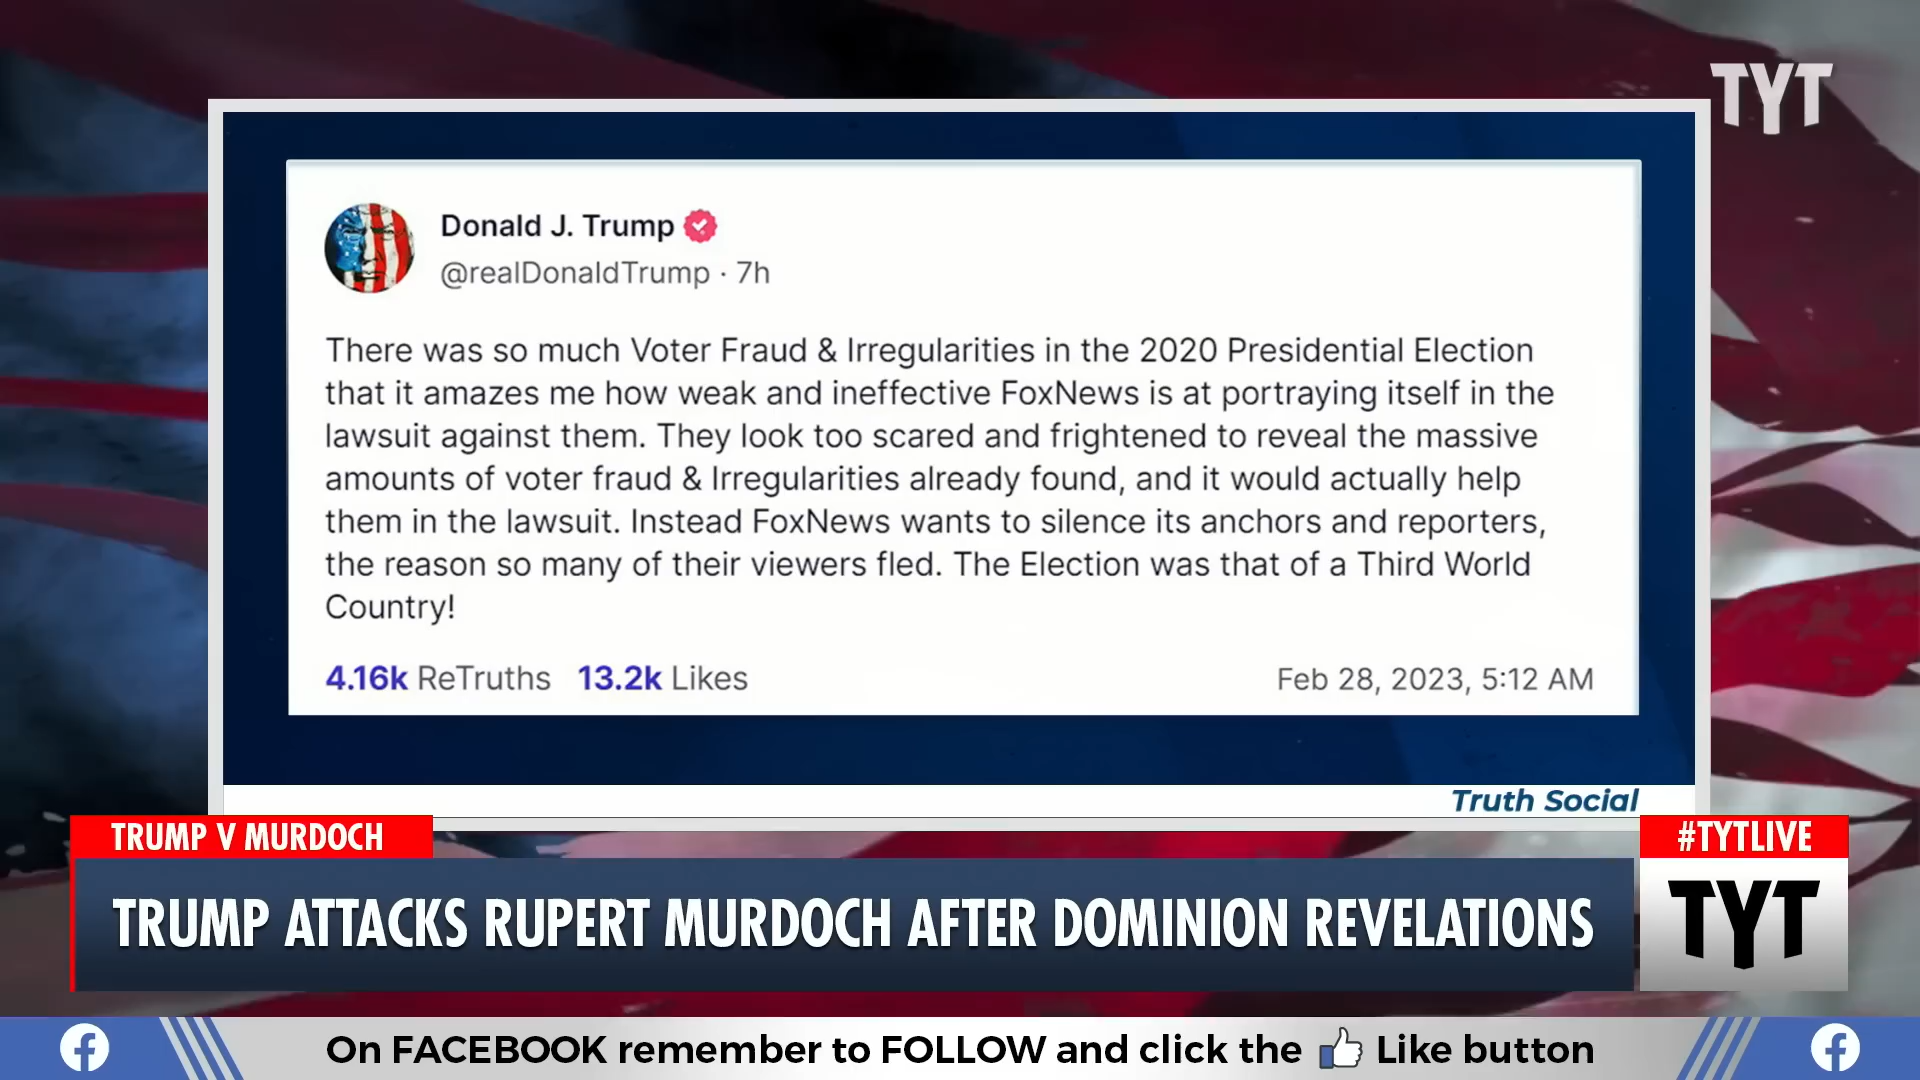 TYT
Donald J. Trump
@realDonaldTrump · 7h
There was so much Voter Fraud & Irregularities in the 2020 Presidential Election
that it amazes me how weak and ineffective FoxNews is at portraying itself in the
lawsuit against them. They look too scared and frightened to reveal the massive
amounts of voter fraud & Irregularities already found, and it would actually help
them in the lawsuit. Instead FoxNews wants to silence its anchors and reporters,
the reason so many of their viewers fled. The Election was that of a Third World
Country!
4.16k ReTruths 13.2k Likes Feb 28, 2023, 5:12 AM
Truth Social
TRUMP V MURDOCH
#TYTLIVE
TRUMP ATTACKS RUPERT MURDOCH AFTER DOMINION REVELATIONS
TYT
On FACEBOOK remember to FOLLOW and click the Like button